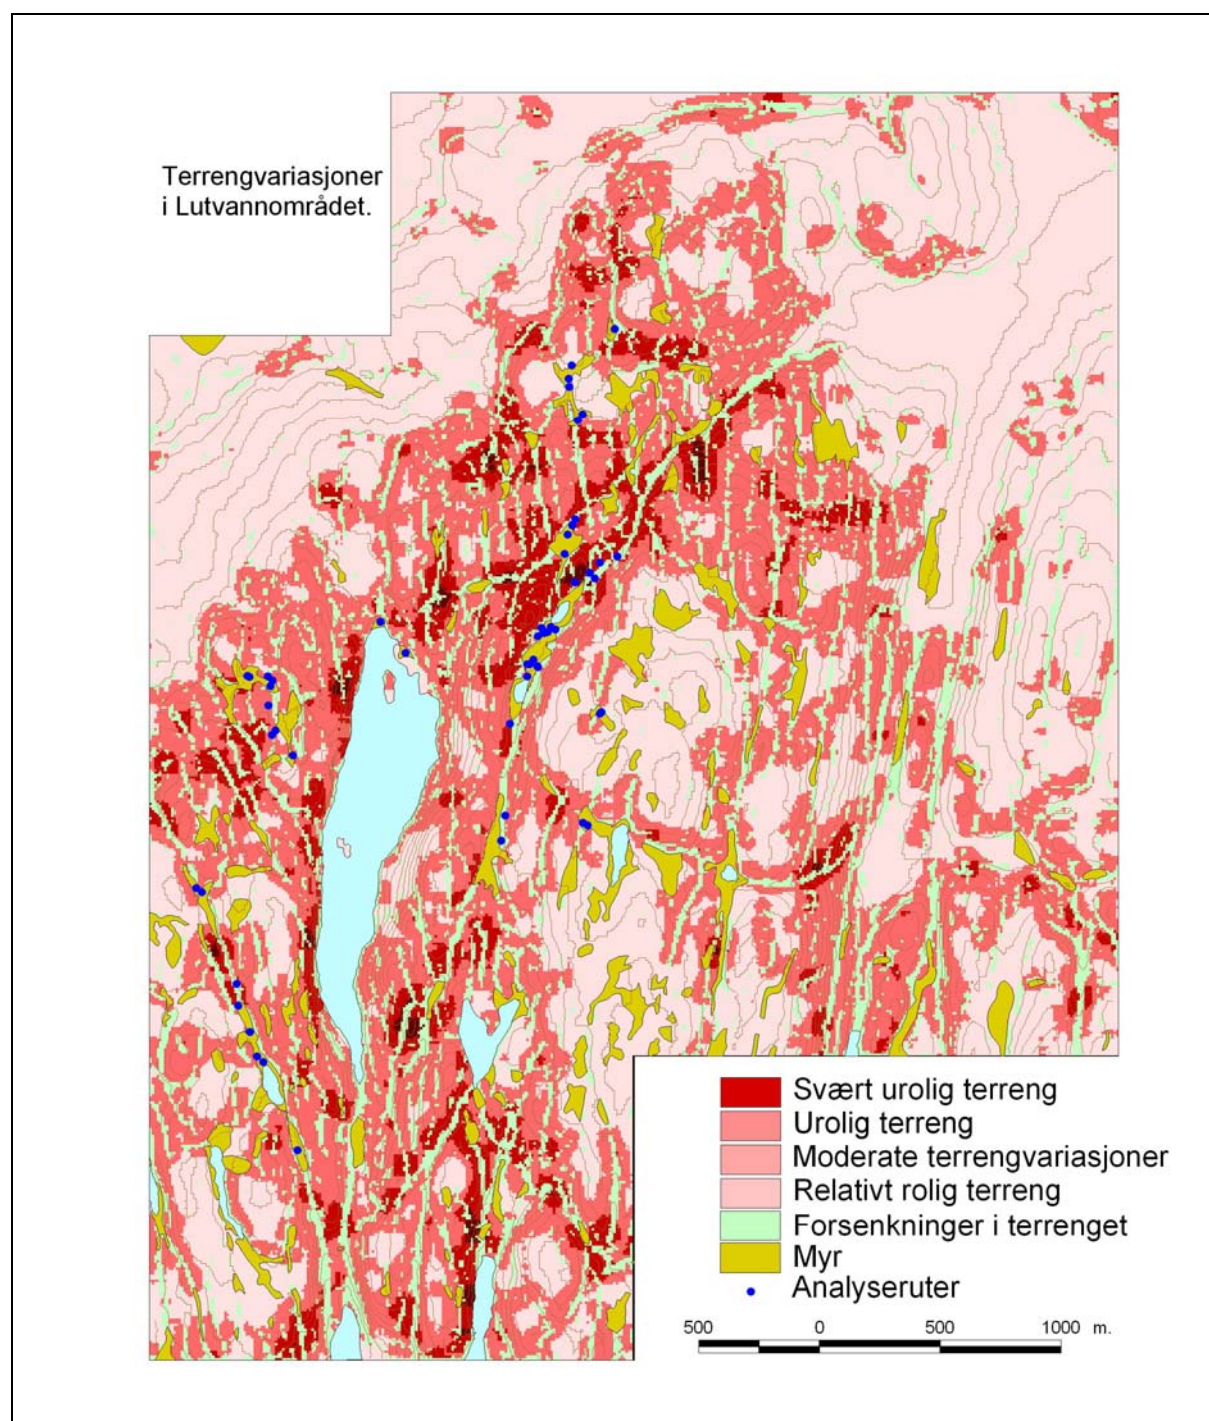 Terrengvariasjoner
i Lutvannområdet.
Svært urolig terreng
Urolig terreng
Moderate terrengvariasjoner
Relativt rolig terreng
Forsenkninger i terrenget
Myr
Analyseruter
500 0 500 1000 m.